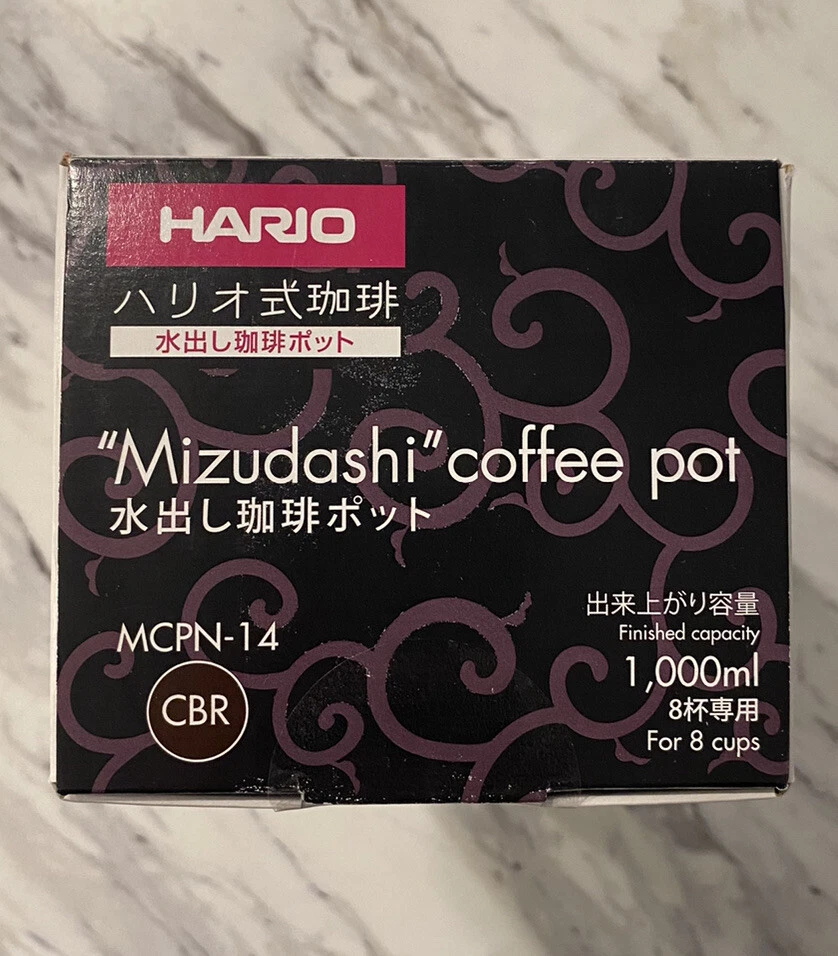 HARIO
ハリオ式珈琲
水出し珈琲ポット
“Mizudashi” coffee pot
水出し珈琲ポット
MCPN-14
CBR
出来上がり容量
Finished capacity
1,000ml
8杯専用
For 8 cups